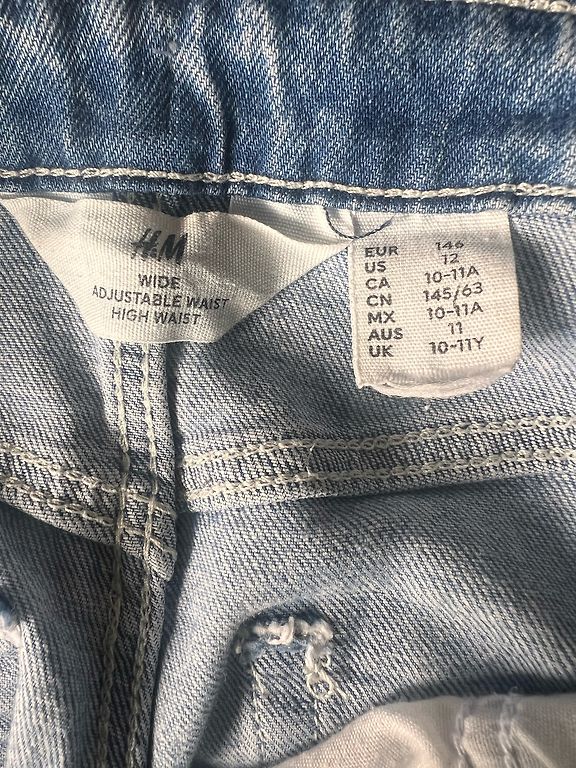 H&M
WIDE
ADJUSTABLE WAIST
HIGH WAIST
EUR 146
US 12
CA 10-11A
CN 145/63
MX 10-11A
AUS 11
UK 10-11Y